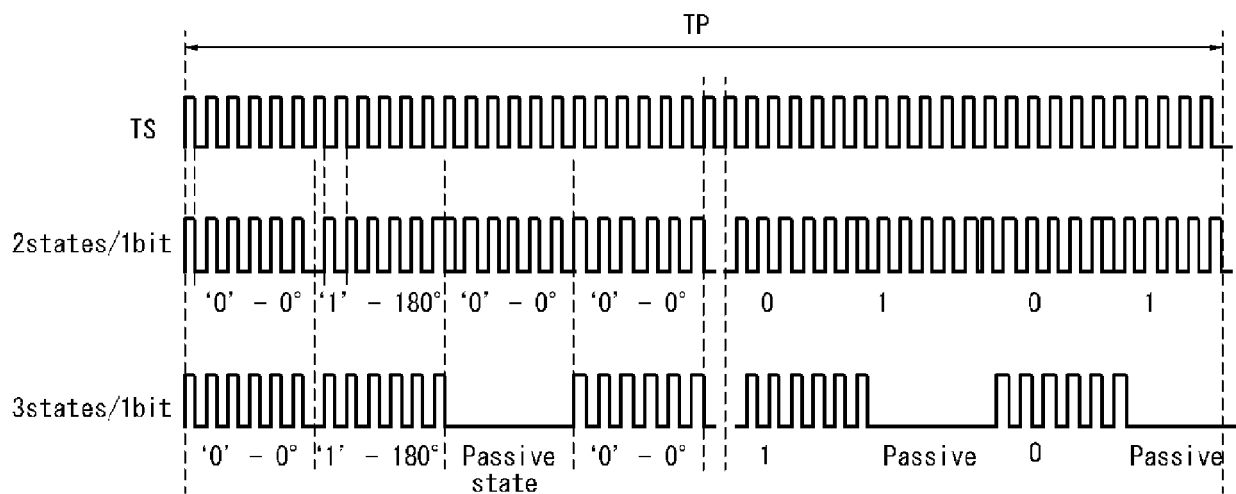 TP
TS
2states/1bit
‘0’ - 0° ‘1’ - 180° ‘0’ - 0° ‘0’ - 0° 0 1 0 1
3states/1bit
‘0’ - 0° ‘1’ - 180° Passive state ‘0’ - 0° 1 Passive 0 Passive